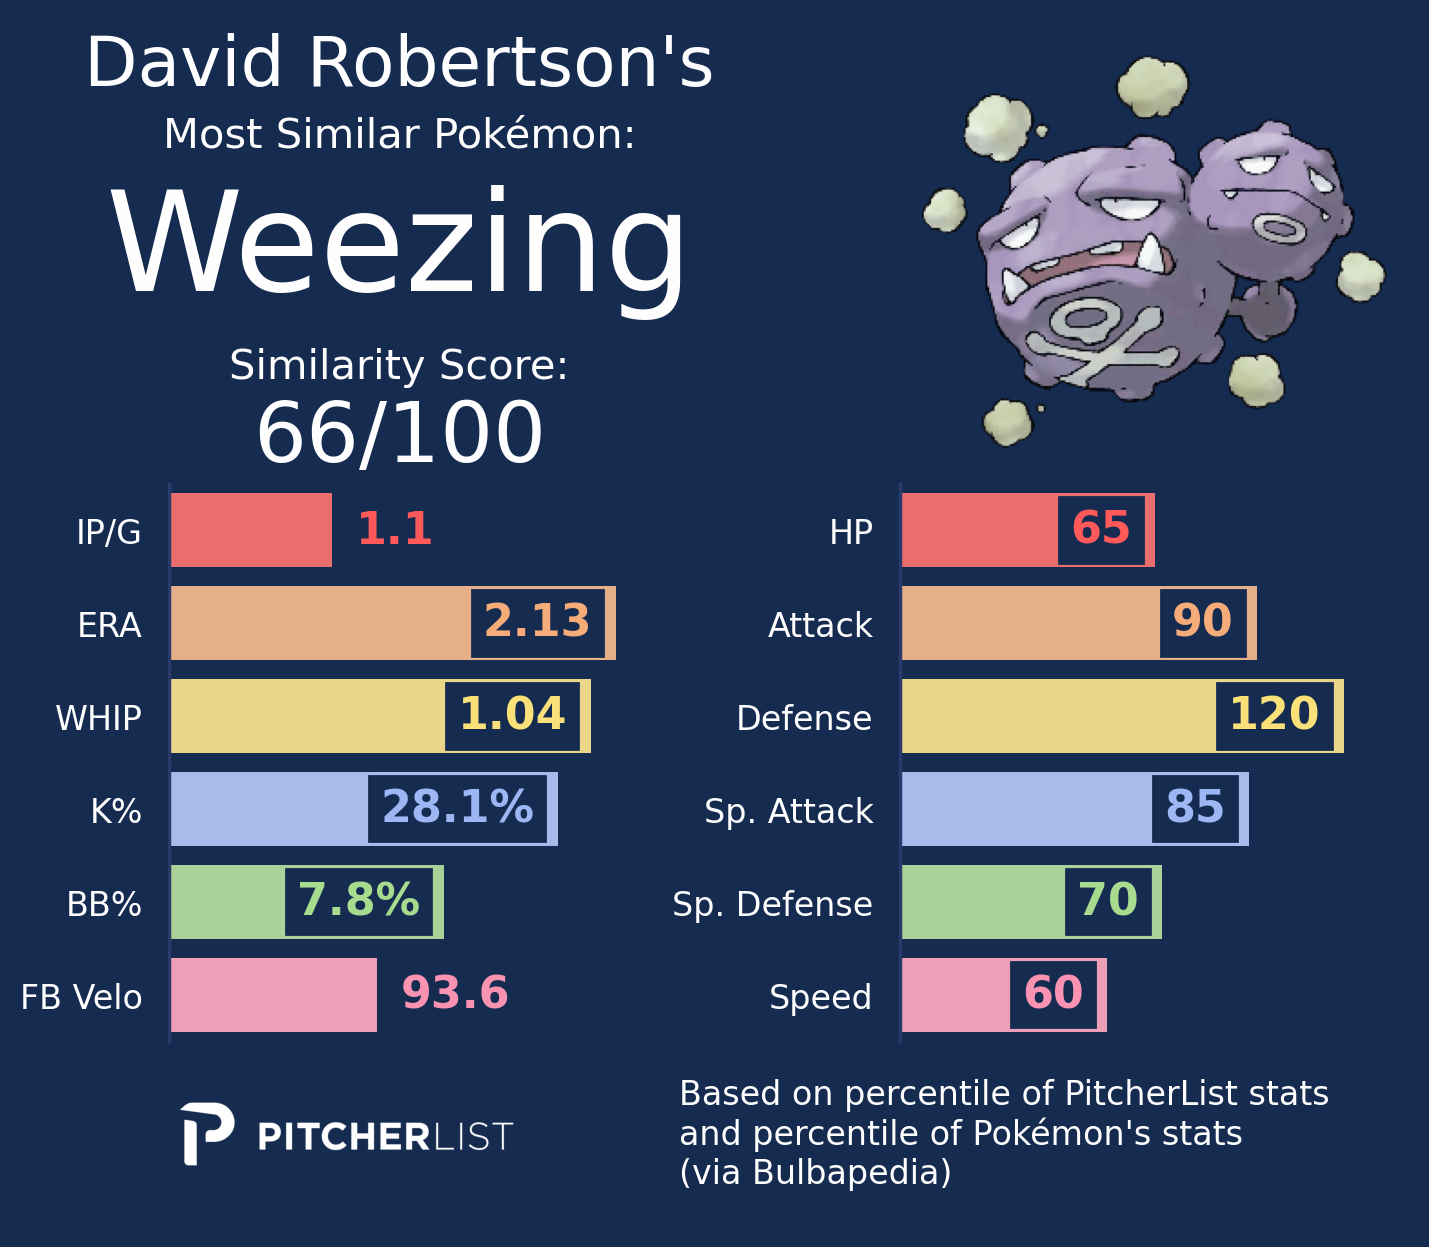 David Robertson's
Most Similar Pokémon:
Weezing
Similarity Score:
66/100
IP/G 1.1
ERA 2.13
WHIP 1.04
K% 28.1%
BB% 7.8%
FB Velo 93.6
HP 65
Attack 90
Defense 120
Sp. Attack 85
Sp. Defense 70
Speed 60
PITCHERLIST
Based on percentile of PitcherList stats
and percentile of Pokémon's stats
(via Bulbapedia)